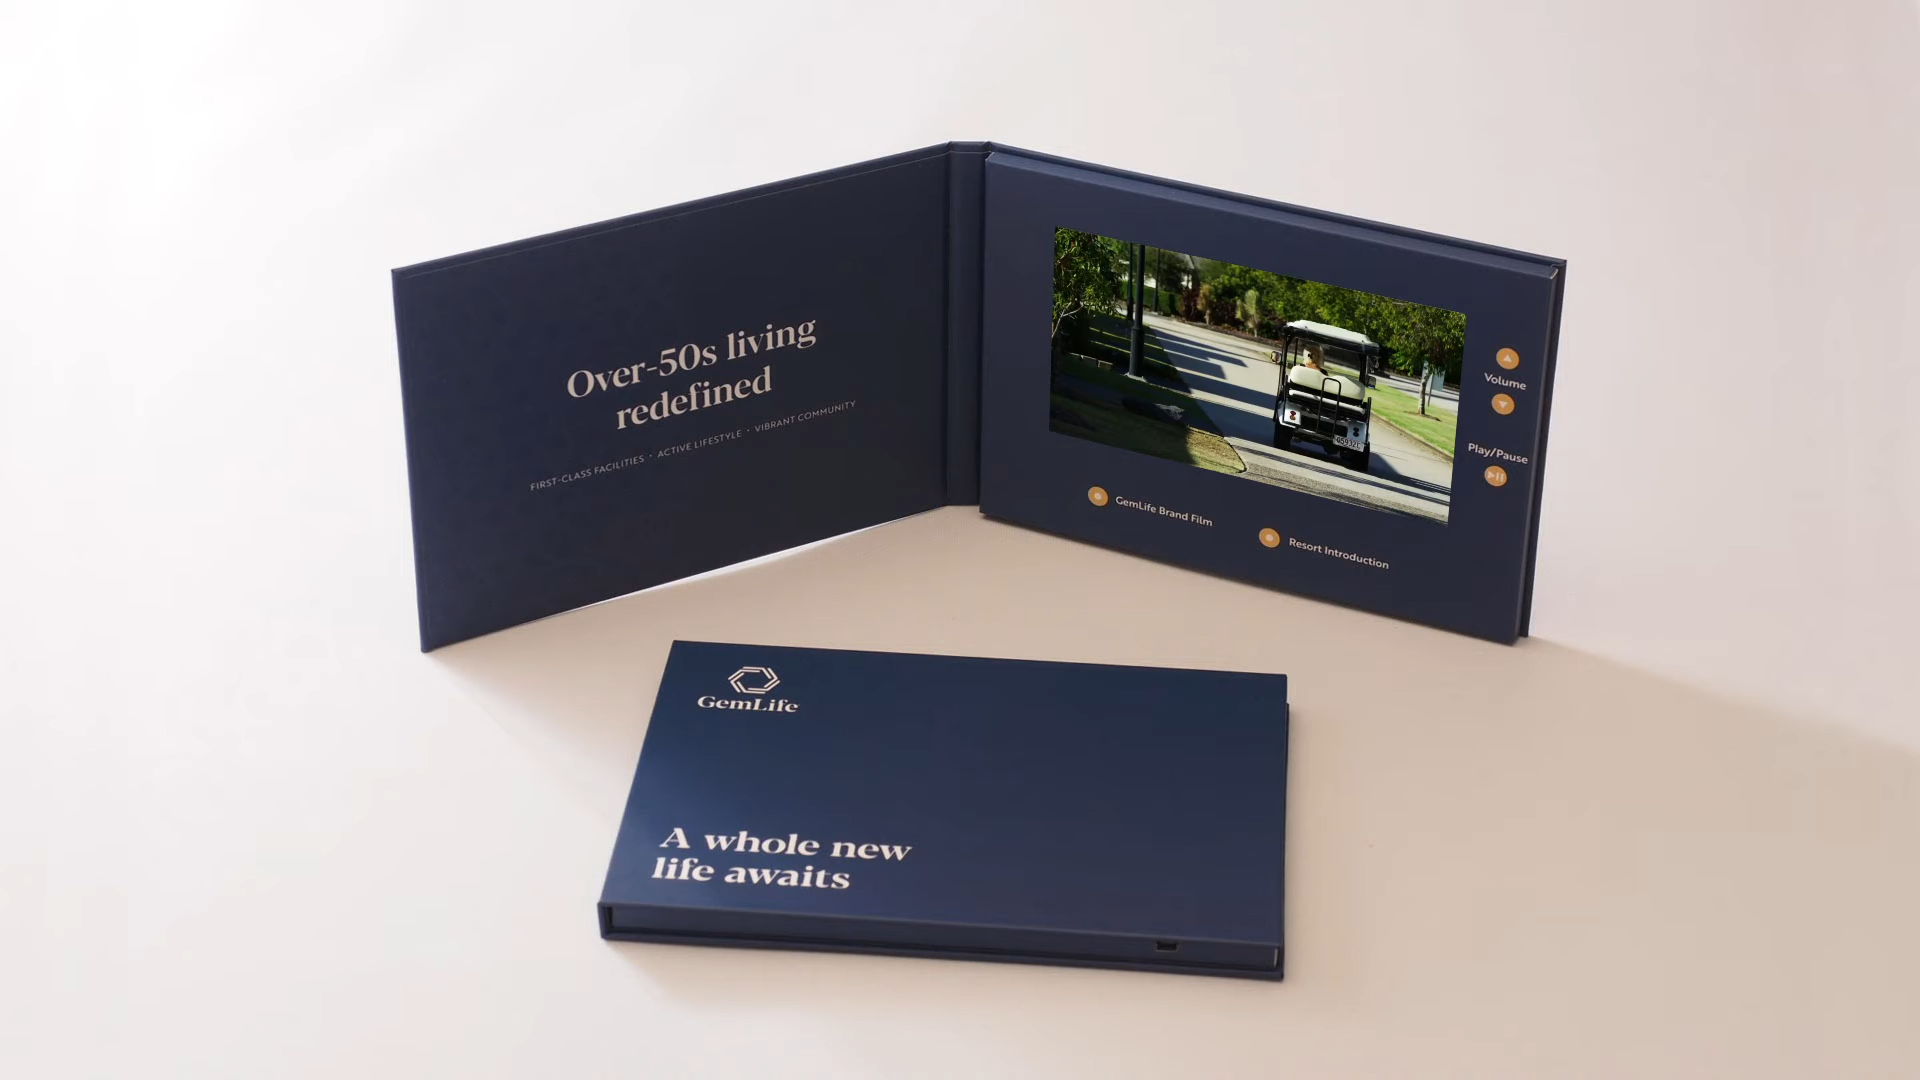 Over-50s living
redefined
FIRST-CLASS FACILITIES • ACTIVE LIFESTYLE • VIBRANT COMMUNITY
Volume
Play/Pause
GemLife Brand Film
Resort Introduction
GemLife
A whole new
life awaits